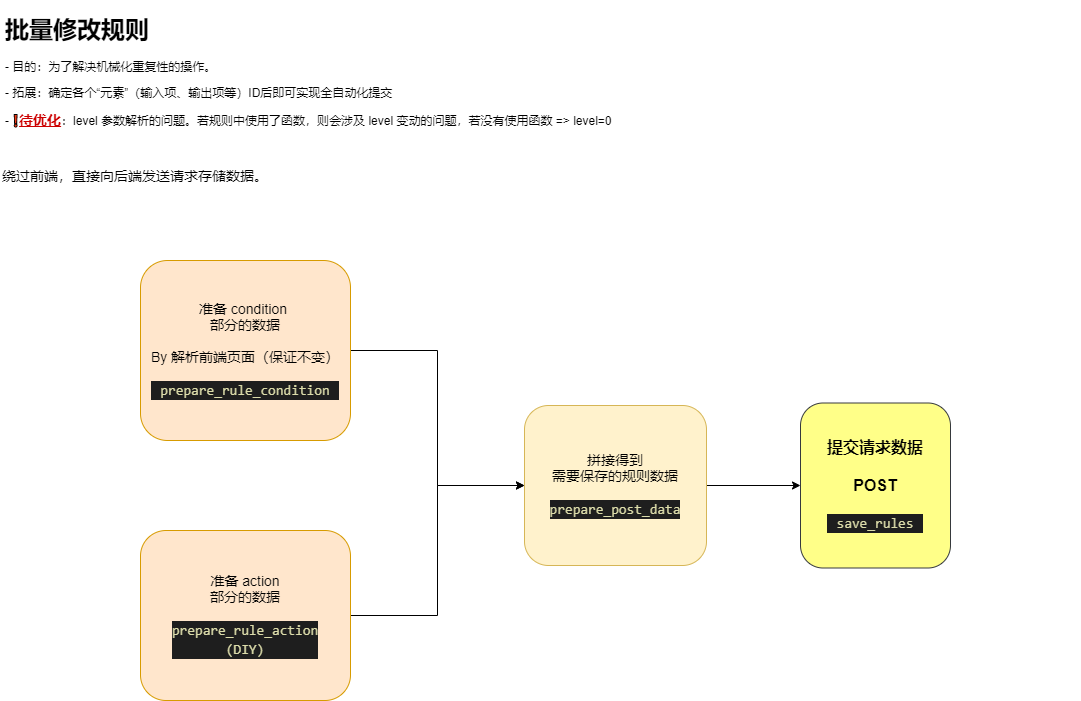 批量修改规则
- 目的：为了解决机械化重复性的操作。
- 拓展：确定各个“元素”（输入项、输出项等）ID后即可实现全自动化提交
- 待优化：level 参数解析的问题。若规则中使用了函数，则会涉及 level 变动的问题，若没有使用函数 => level=0
绕过前端，直接向后端发送请求存储数据。
准备 condition
部分的数据
By 解析前端页面（保证不变）
prepare_rule_condition
准备 action
部分的数据
prepare_rule_action
(DIY)
拼接得到
需要保存的规则数据
prepare_post_data
提交请求数据
POST
save_rules